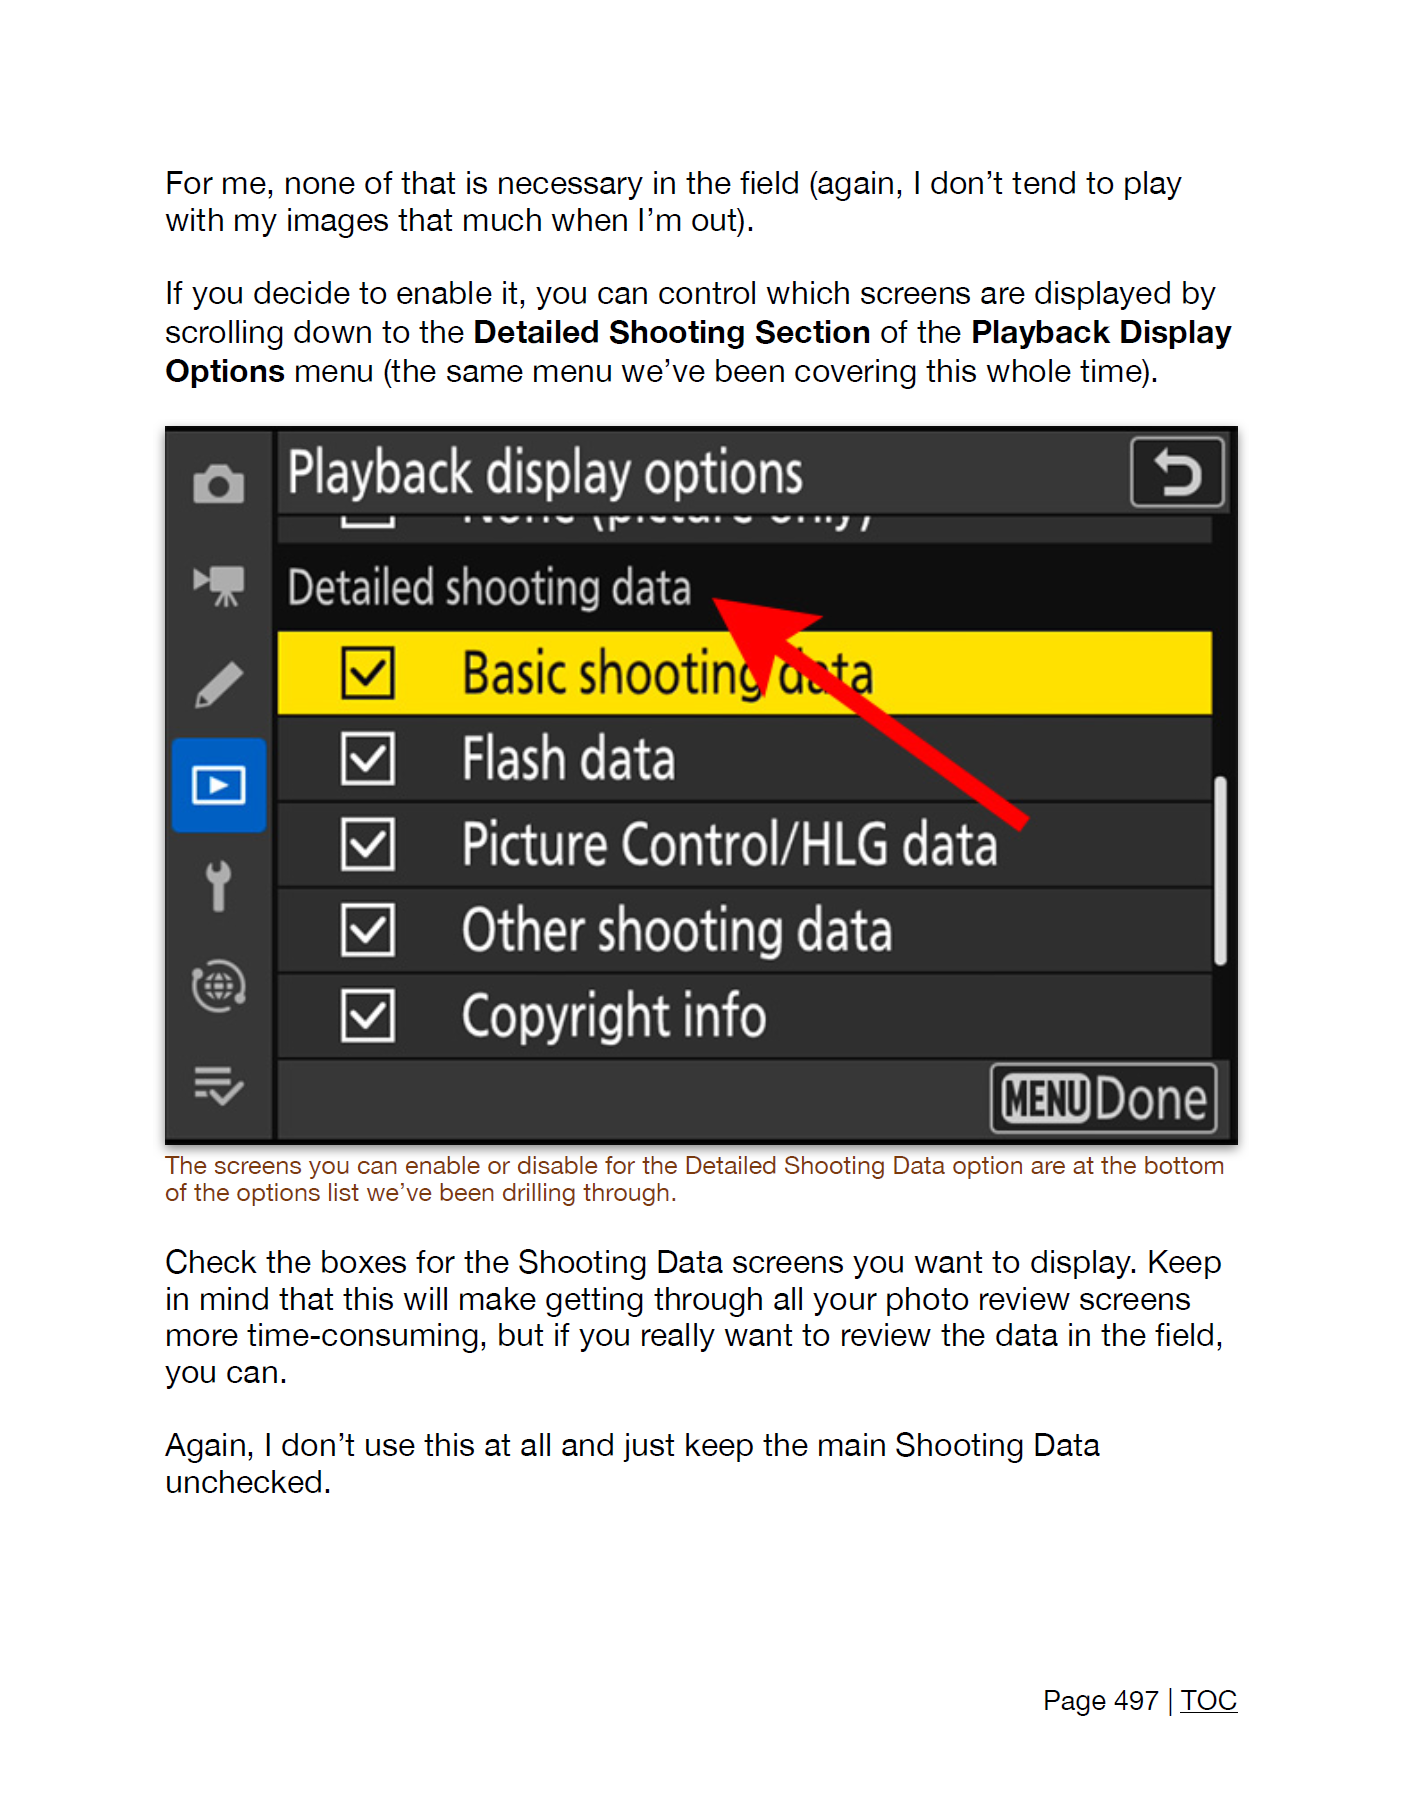 For me, none of that is necessary in the field (again, I don’t tend to play
with my images that much when I’m out).
If you decide to enable it, you can control which screens are displayed by
scrolling down to the Detailed Shooting Section of the Playback Display
Options menu (the same menu we’ve been covering this whole time).
Playback display options
None (picture only)
Detailed shooting data
Basic shooting data
Flash data
Picture Control/HLG data
Other shooting data
Copyright info
MENU Done
The screens you can enable or disable for the Detailed Shooting Data option are at the bottom
of the options list we’ve been drilling through.
Check the boxes for the Shooting Data screens you want to display. Keep
in mind that this will make getting through all your photo review screens
more time-consuming, but if you really want to review the data in the field,
you can.
Again, I don’t use this at all and just keep the main Shooting Data
unchecked.
Page 497 | TOC